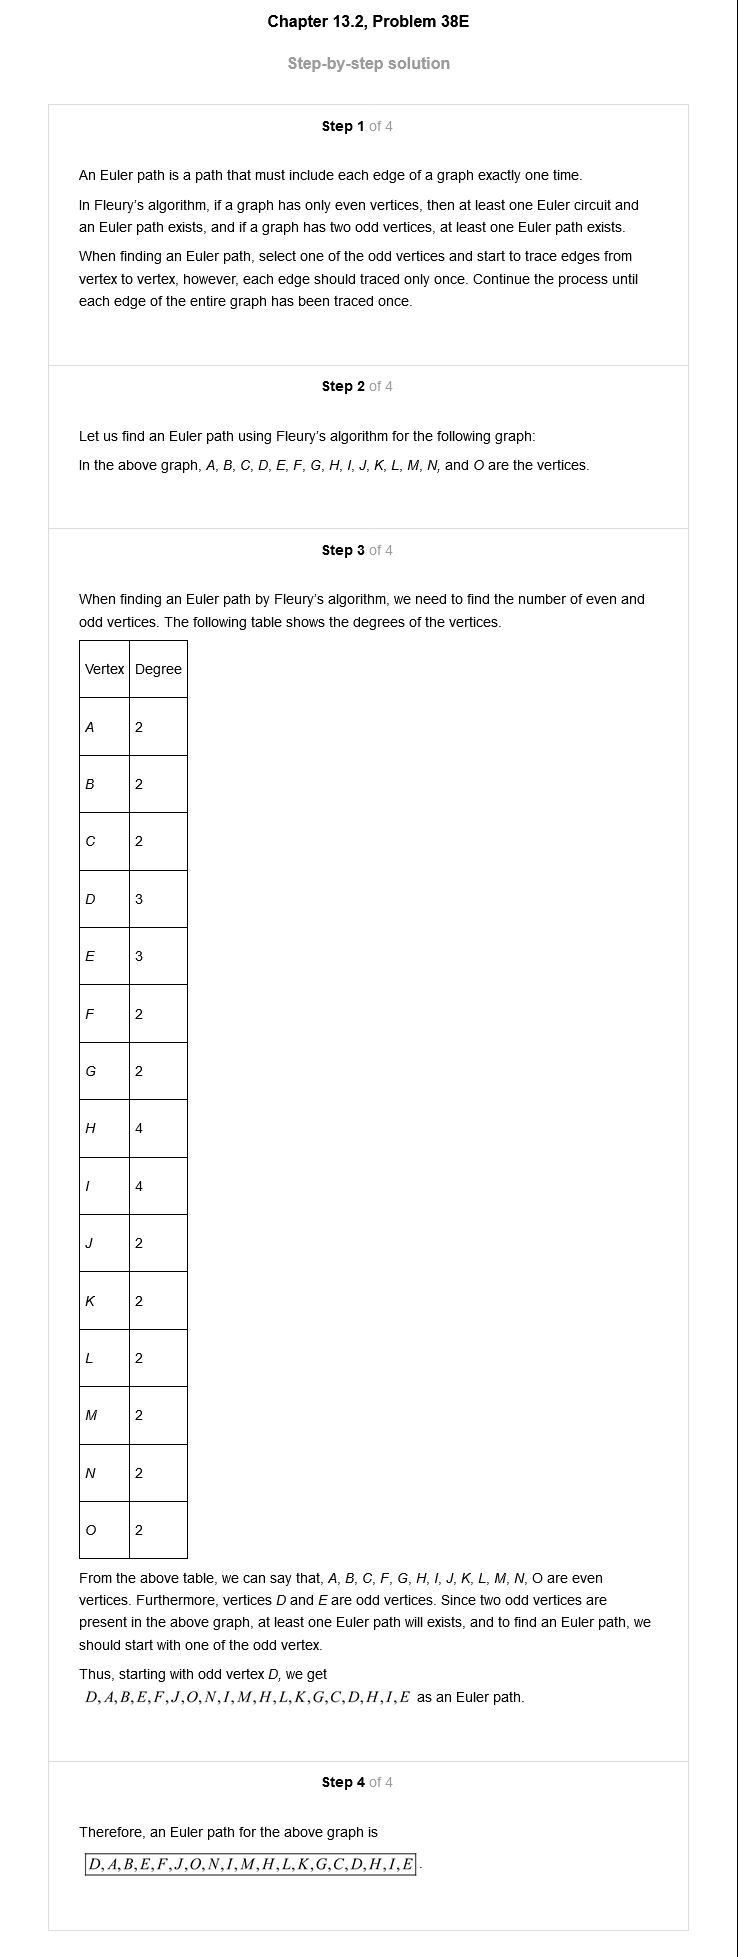 Chapter 13.2, Problem 38E
Step-by-step solution
Step 1 of 4
An Euler path is a path that must include each edge of a graph exactly one time.
In Fleury's algorithm, if a graph has only even vertices, then at least one Euler circuit and
an Euler path exists, and if a graph has two odd vertices, at least one Euler path exists.
When finding an Euler path, select one of the odd vertices and start to trace edges from
vertex to vertex, however, each edge should traced only once. Continue the process until
each edge of the entire graph has been traced once.
Step 2 of 4
Let us find an Euler path using Fleury's algorithm for the following graph:
In the above graph, A, B, C, D, E, F, G, H, I, J, K, L, M, N, and O are the vertices.
Step 3 of 4
When finding an Euler path by Fleury's algorithm, we need to find the number of even and
odd vertices. The following table shows the degrees of the vertices.
Vertex Degree
A 2
B 2
C 2
D 3
E 3
F 2
G 2
H 4
I 4
J 2
K 2
L 2
M 2
N 2
O 2
From the above table, we can say that, A, B, C, F, G, H, I, J, K, L, M, N, O are even
vertices. Furthermore, vertices D and E are odd vertices. Since two odd vertices are
present in the above graph, at least one Euler path will exists, and to find an Euler path, we
should start with one of the odd vertex.
Thus, starting with odd vertex D, we get
D,A,B,E,F,J,O,N,I,M,H,L,K,G,C,D,H,I,E as an Euler path.
Step 4 of 4
Therefore, an Euler path for the above graph is
D,A,B,E,F,J,O,N,I,M,H,L,K,G,C,D,H,I,E.